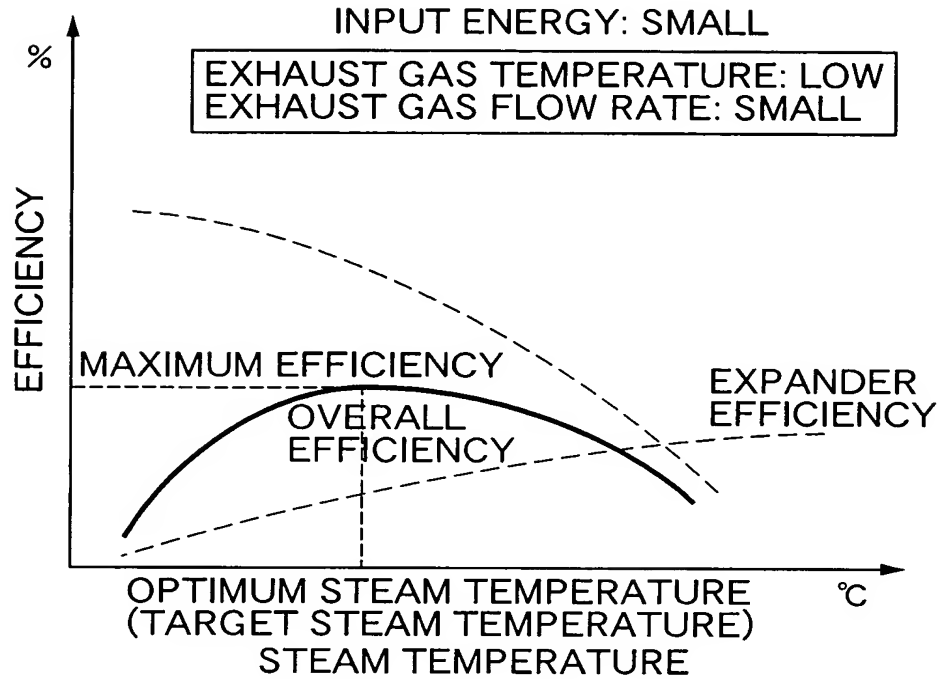 INPUT ENERGY: SMALL
%
EXHAUST GAS TEMPERATURE: LOW
EXHAUST GAS FLOW RATE: SMALL
EFFICIENCY
MAXIMUM EFFICIENCY
EXPANDER
EFFICIENCY
OVERALL
EFFICIENCY
OPTIMUM STEAM TEMPERATURE
°C
(TARGET STEAM TEMPERATURE)
STEAM TEMPERATURE